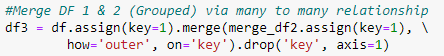 #Merge DF 1 & 2 (Grouped) via many to many relationship
df3 = df.assign(key=1).merge(merge_df2.assign(key=1), \
how='outer', on='key').drop('key', axis=1)